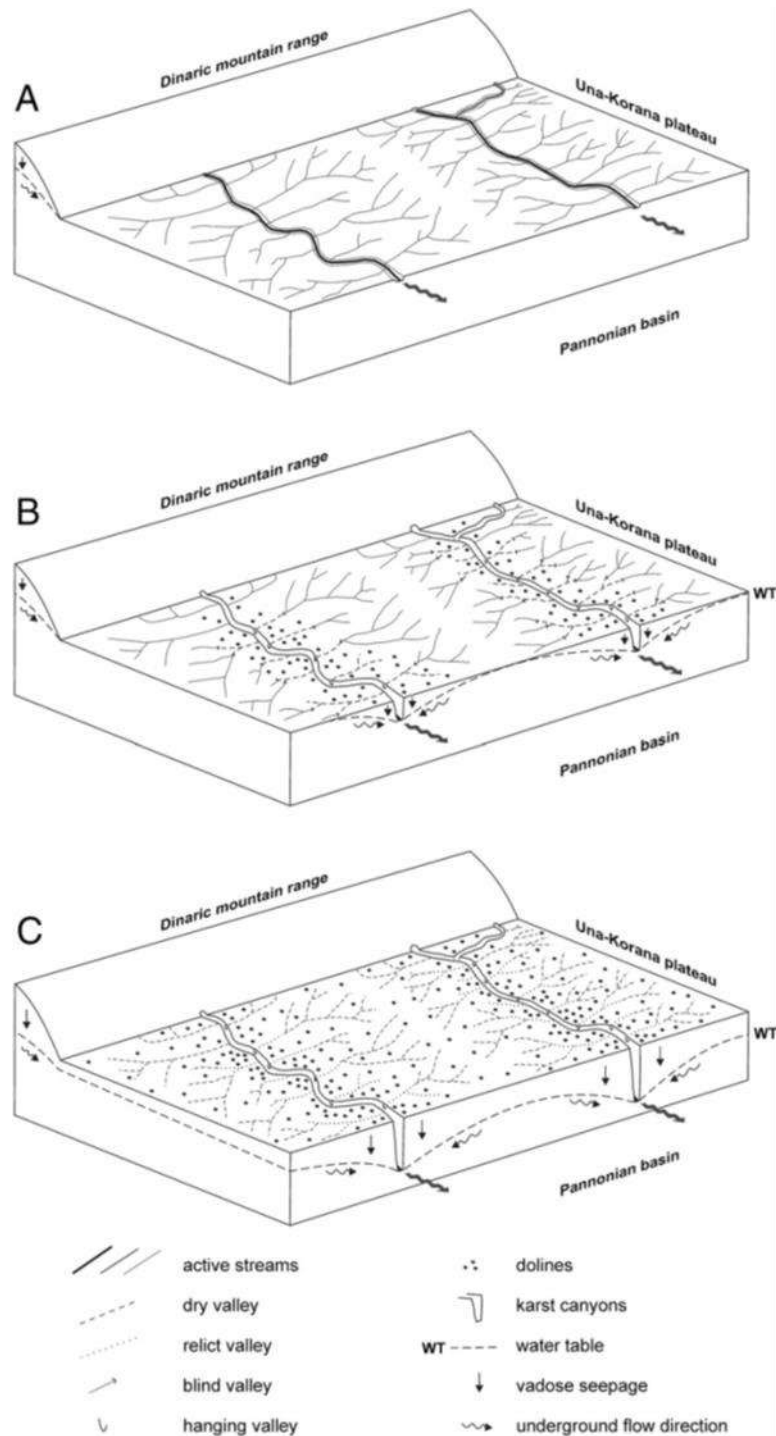 Dinaric mountain range
A
Una-Korana plateau
Pannonian basin
Dinaric mountain range
B
Una-Korana plateau
WT
Pannonian basin
Dinaric mountain range
C
Una-Korana plateau
WT
Pannonian basin
active streams
dolines
dry valley
karst canyons
relict valley
WT water table
blind valley
vadose seepage
hanging valley
underground flow direction